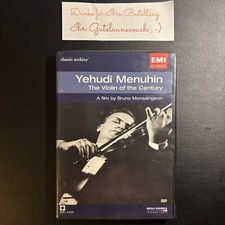 Danke für Ihre Bestellung
Ihr Gutelaunecoach :-)
classic archive
EMI
CLASSICS
Yehudi Menuhin
The Violin of the Century
A film by Bruno Monsaingeon
DVD